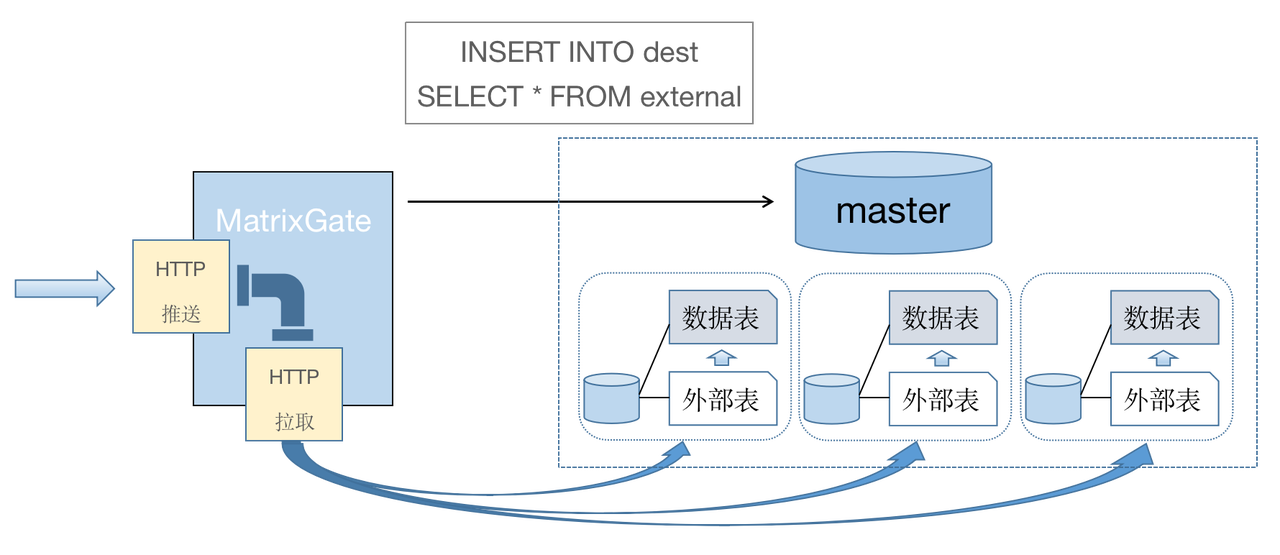 INSERT INTO dest
SELECT * FROM external
MatrixGate
master
HTTP
推送
HTTP
拉取
数据表
外部表
数据表
外部表
数据表
外部表